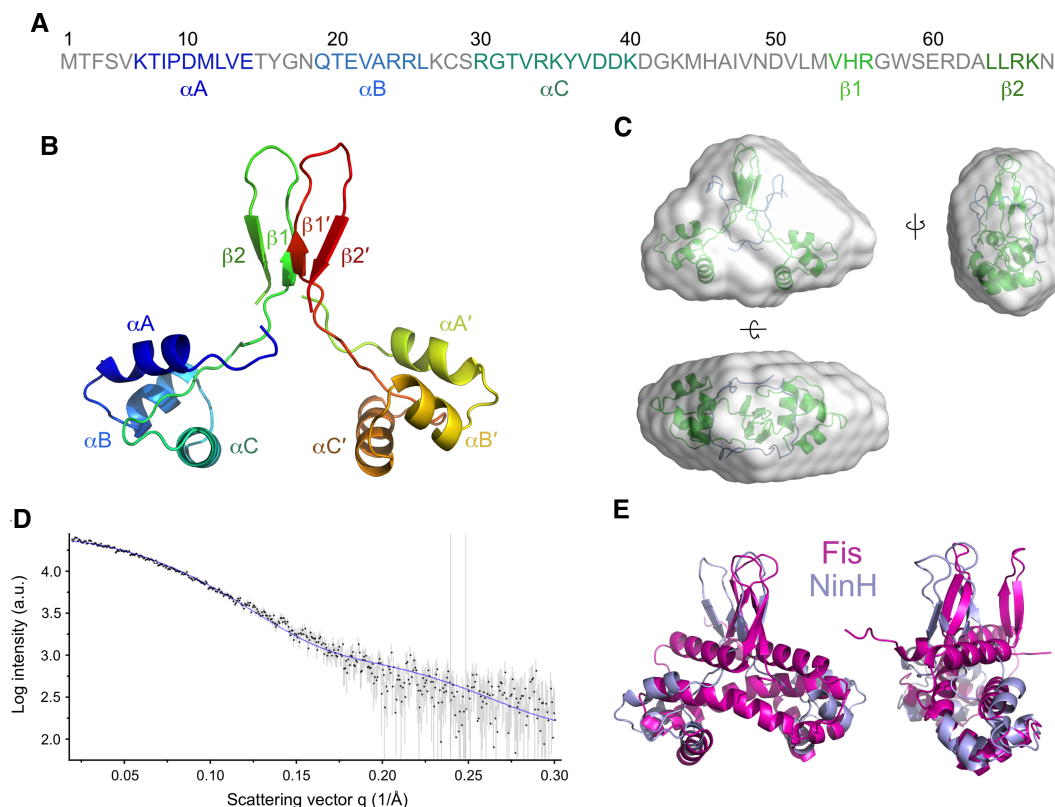 A
1 10 20 30 40 50 60
MTFSVKTIPDMLVETYGNQTEVARRLKCSRGTVRKYVDDKDGKMHAIVNDVLMVHRGWSERDALLRKN
αA αB αC β1 β2
B
β2 β1 β1′ β2′
αA αA′
αB αC αC′ αB′
C
D
Log intensity (a.u.)
4.0
3.5
3.0
2.5
2.0
0.05 0.10 0.15 0.20 0.25 0.30
Scattering vector q (1/Å)
E
Fis
NinH